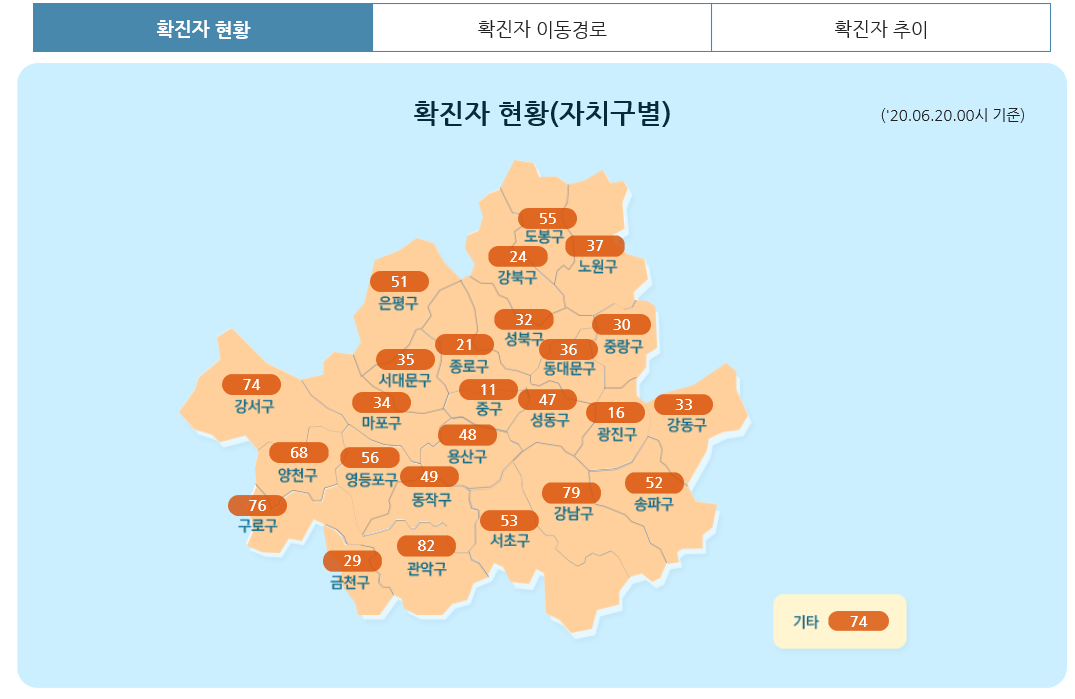 확진자 현황
확진자 이동경로
확진자 추이
확진자 현황(자치구별)
('20.06.20.00시 기준)
55
도봉구
37
노원구
24
강북구
51
은평구
32
성북구
30
중랑구
21
종로구
36
동대문구
35
서대문구
74
강서구
11
중구
47
성동구
34
마포구
16
광진구
33
강동구
48
용산구
68
양천구
56
영등포구
49
동작구
52
송파구
79
강남구
76
구로구
53
서초구
82
관악구
29
금천구
기타 74